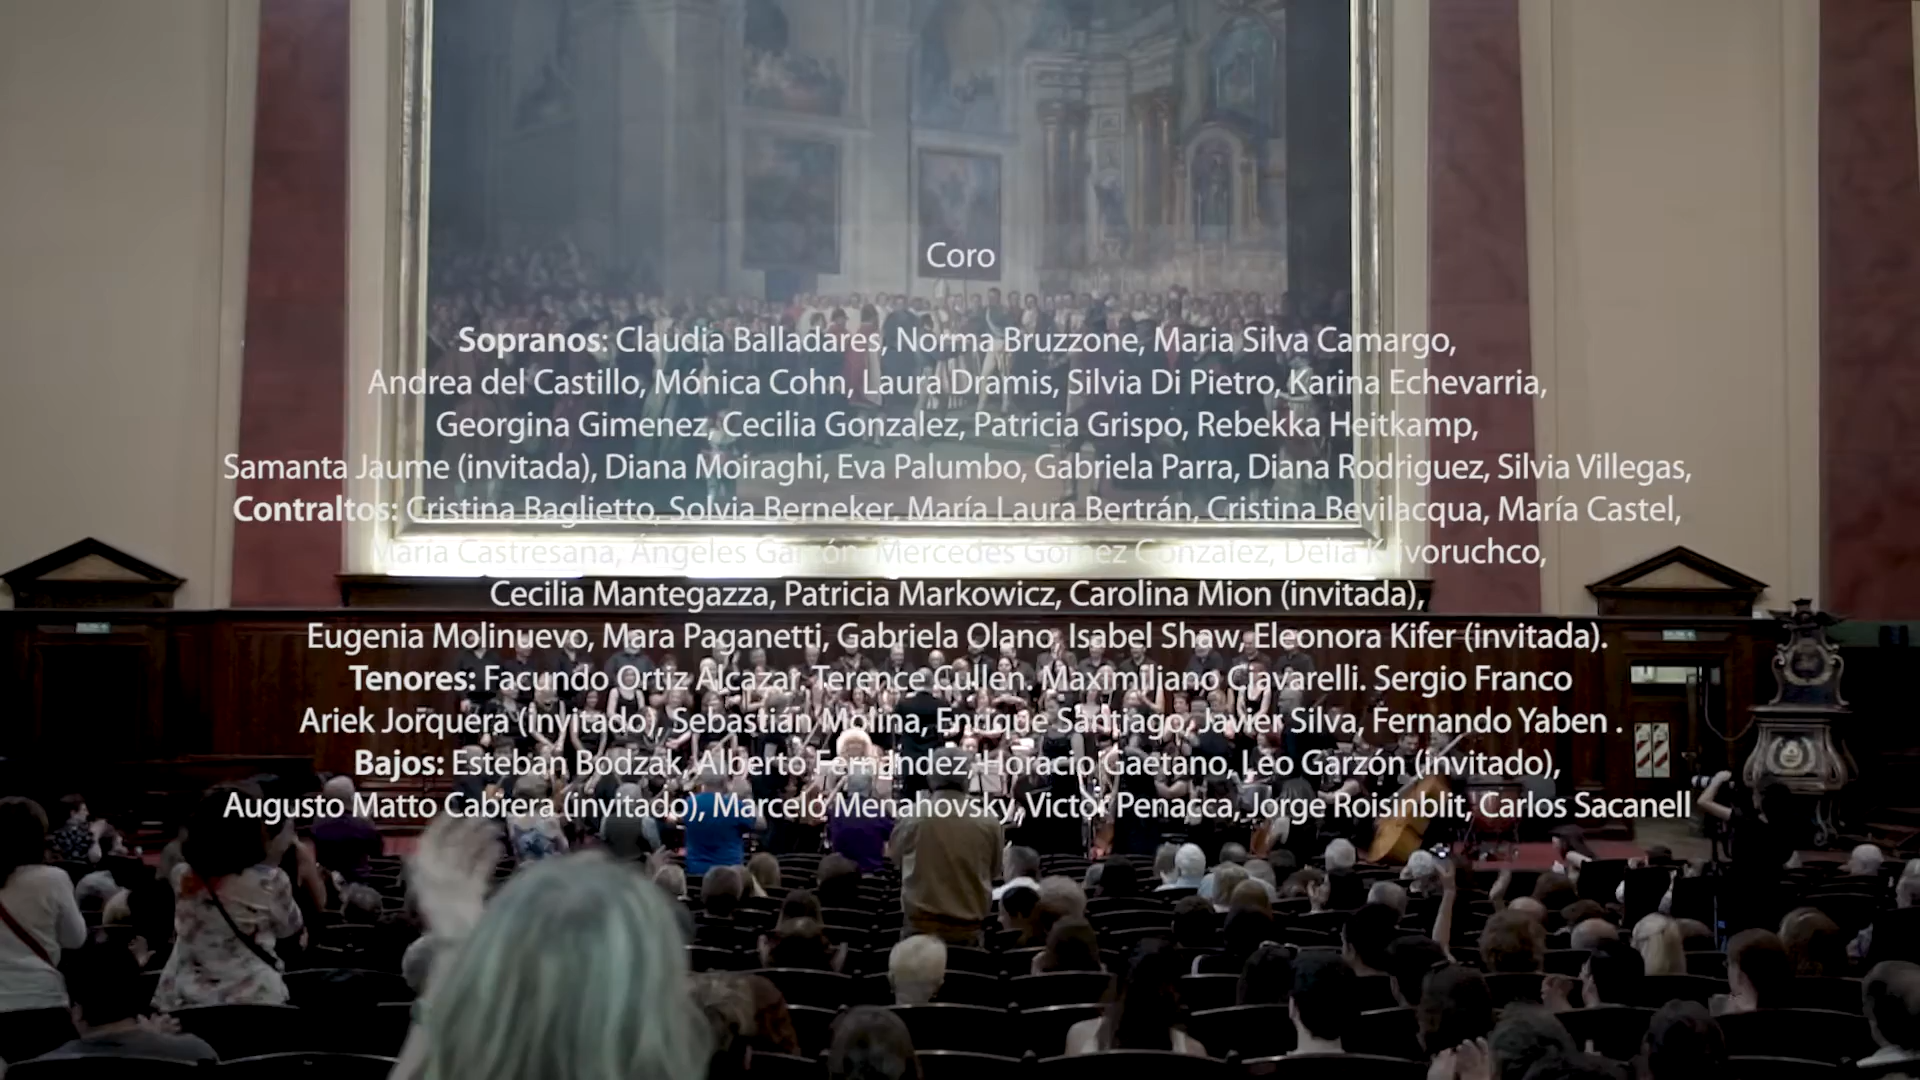 Coro
Sopranos: Claudia Balladares, Norma Bruzzone, Maria Silva Camargo,
Andrea del Castillo, Mónica Cohn, Laura Dramis, Silvia Di Pietro, Karina Echevarria,
Georgina Gimenez, Cecilia Gonzalez, Patricia Grispo, Rebekka Heitkamp,
Samanta Jaume (invitada), Diana Moiraghi, Eva Palumbo, Gabriela Parra, Diana Rodriguez, Silvia Villegas,
Contraltos: Cristina Baglietto, Solvia Berneker. María Laura Bertrán, Cristina Bevilacqua, María Castel,
María Castresana, Ángeles Garzón, Mercedes Gomez Gonzalez, Delia Krivoruchco,
Cecilia Mantegazza, Patricia Markowicz, Carolina Mion (invitada),
Eugenia Molinuevo, Mara Paganetti, Gabriela Olano, Isabel Shaw, Eleonora Kifer (invitada).
Tenores: Facundo Ortiz Alcazar, Terence Cullen. Maximiliano Ciavarelli. Sergio Franco
Ariek Jorquera (invitado), Sebastián Molina, Enrique Santiago, Javier Silva, Fernando Yaben .
Bajos: Esteban Bodzak, Alberto Fernandez, Horacio Gaetano, Leo Garzón (invitado),
Augusto Matto Cabrera (invitado), Marcelo Menahovsky, Victor Penacca, Jorge Roisinblit, Carlos Sacanell